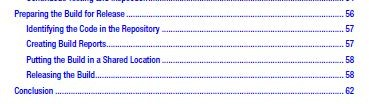 Preparing the Build for Release ........ 56
Identifying the Code in the Repository ........ 57
Creating Build Reports ........ 57
Putting the Build in a Shared Location ........ 58
Releasing the Build ........ 58
Conclusion ........ 62